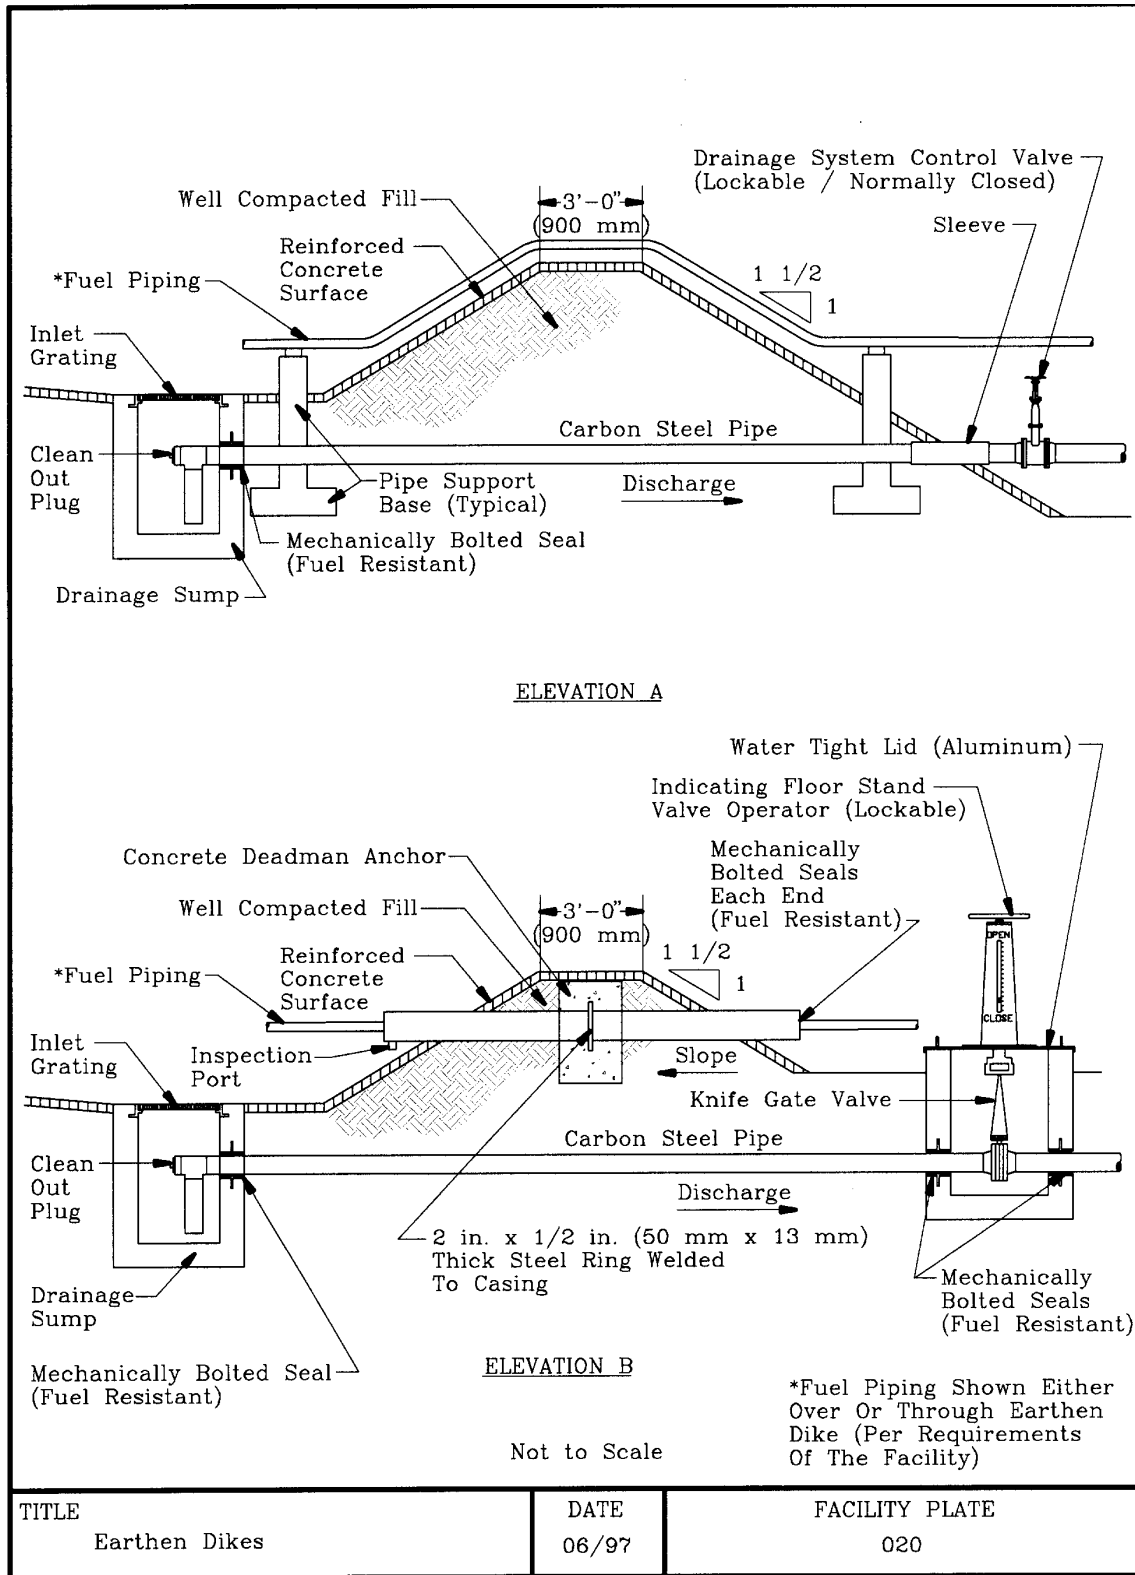 Drainage System Control Valve
(Lockable / Normally Closed)
Well Compacted Fill
3'-0"
(900 mm)
Sleeve
Reinforced
Concrete
Surface
*Fuel Piping
1 1/2
1
Inlet
Grating
Carbon Steel Pipe
Clean
Out
Plug
Pipe Support
Base (Typical)
Discharge
Mechanically Bolted Seal
(Fuel Resistant)
Drainage Sump
ELEVATION A
Water Tight Lid (Aluminum)
Indicating Floor Stand
Valve Operator (Lockable)
Concrete Deadman Anchor
Mechanically
Bolted Seals
Each End
(Fuel Resistant)
Well Compacted Fill
3'-0"
(900 mm)
1 1/2
1
Reinforced
Concrete
Surface
*Fuel Piping
OPEN
CLOSE
Inlet
Grating
Inspection
Port
Slope
Knife Gate Valve
Carbon Steel Pipe
Clean
Out
Plug
Discharge
2 in. x 1/2 in. (50 mm x 13 mm)
Thick Steel Ring Welded
To Casing
Drainage
Sump
Mechanically
Bolted Seals
(Fuel Resistant)
Mechanically Bolted Seal
(Fuel Resistant)
ELEVATION B
*Fuel Piping Shown Either
Over Or Through Earthen
Dike (Per Requirements
Of The Facility)
Not to Scale
TITLE
Earthen Dikes
DATE
06/97
FACILITY PLATE
020